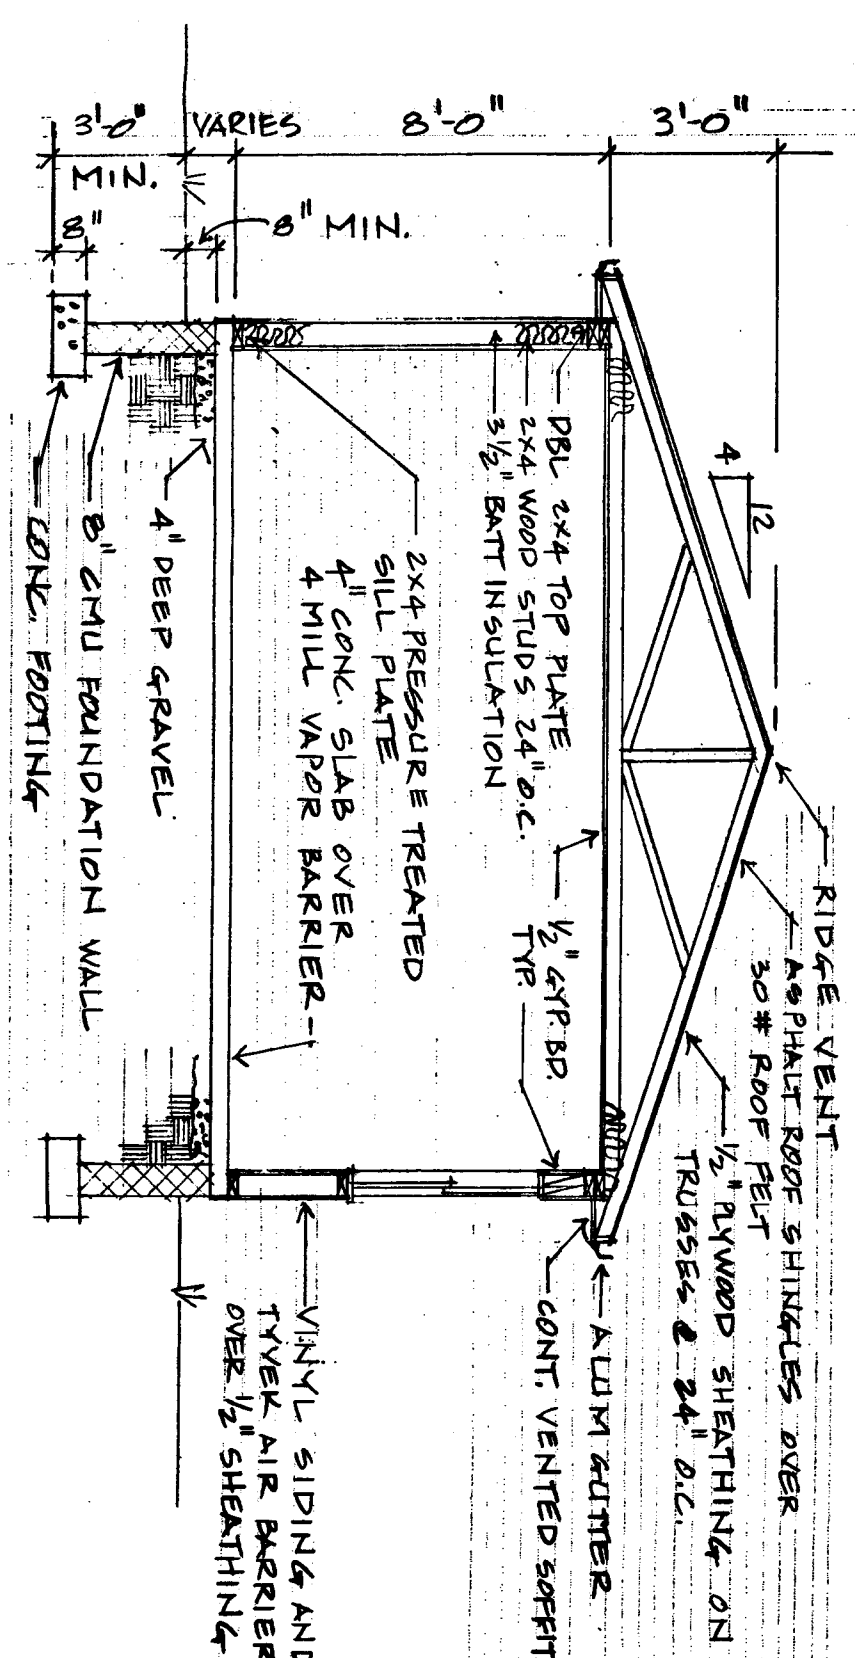 RIDGE VENT
ASPHALT ROOF SHINGLES OVER
30# ROOF FELT
1/2" PLYWOOD SHEATHING ON
TRUSSES @ 24" O.C.
12
4
ALUM GUTTER
CONT. VENTED SOFFIT
1/2" GYP. BD.
TYP.
DBL 2X4 TOP PLATE
2X4 WOOD STUDS 24" O.C.
3 1/2" BATT INSULATION
2X4 PRESSURE TREATED
SILL PLATE
4" CONC. SLAB OVER
4 MILL VAPOR BARRIER
VINYL SIDING AND
TYVEK AIR BARRIER
OVER 1/2" SHEATHING
4" DEEP GRAVEL
8" CMU FOUNDATION WALL
CONC. FOOTING
3'-0"
8'-0"
VARIES
3'-0"
MIN.
8" MIN.
8"